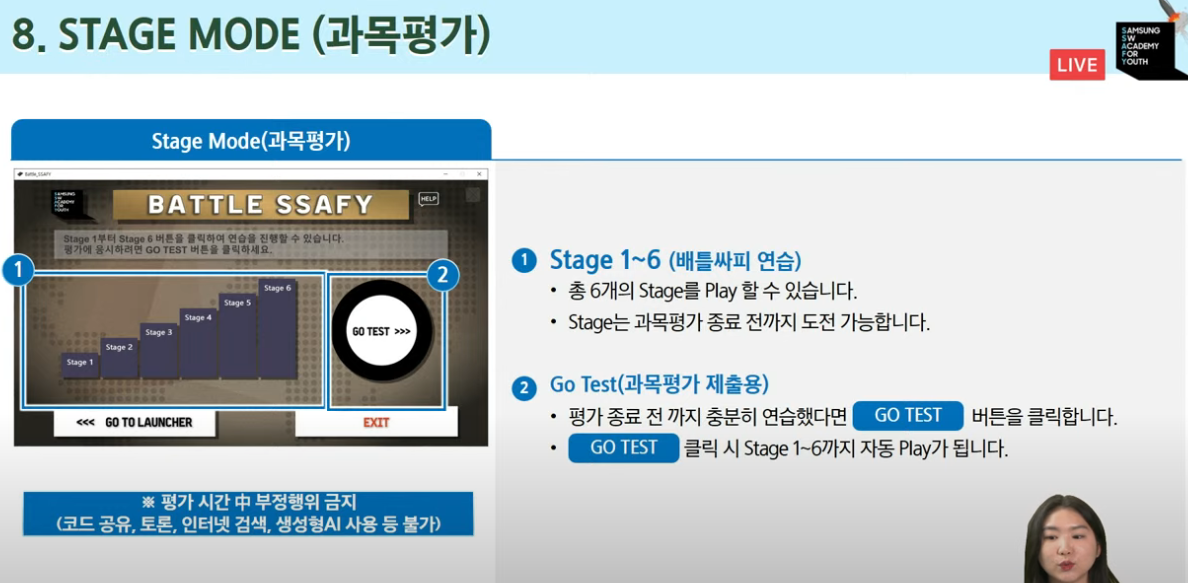 8. STAGE MODE (과목평가)
LIVE
SAMSUNG
SW
ACADEMY
FOR
YOUTH
Stage Mode(과목평가)
Battle_SSAFY
SAMSUNG
SW
ACADEMY
FOR
YOUTH
BATTLE SSAFY
HELP
Stage 1부터 Stage 6 버튼을 클릭하여 연습을 진행할 수 있습니다.
평가에 응시하려면 GO TEST 버튼을 클릭하세요.
1
2
Stage 1
Stage 2
Stage 3
Stage 4
Stage 5
Stage 6
GO TEST >>>
<<< GO TO LAUNCHER
EXIT
※ 평가 시간 中 부정행위 금지
(코드 공유, 토론, 인터넷 검색, 생성형AI 사용 등 불가)
1 Stage 1~6 (배틀싸피 연습)
• 총 6개의 Stage를 Play 할 수 있습니다.
• Stage는 과목평가 종료 전까지 도전 가능합니다.
2 Go Test(과목평가 제출용)
• 평가 종료 전 까지 충분히 연습했다면 GO TEST 버튼을 클릭합니다.
• GO TEST 클릭 시 Stage 1~6까지 자동 Play가 됩니다.